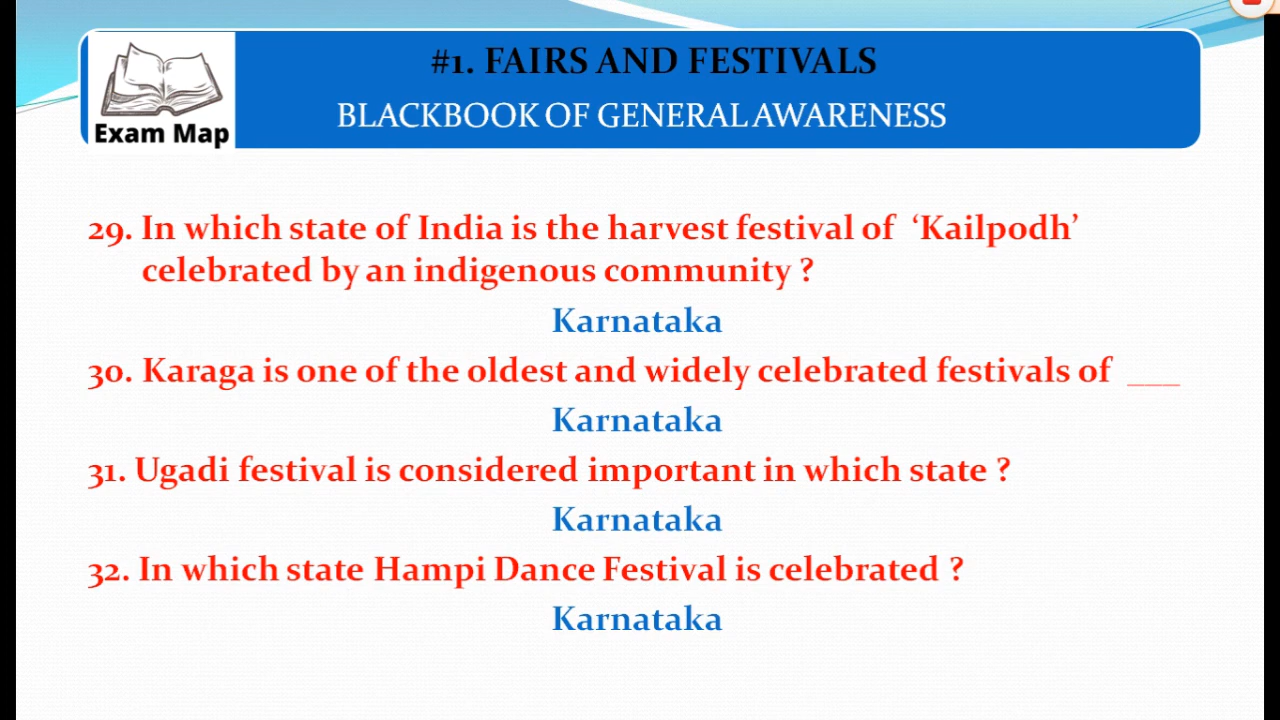 #1. FAIRS AND FESTIVALS
BLACKBOOK OF GENERAL AWARENESS
Exam Map
29. In which state of India is the harvest festival of ‘Kailpodh’
celebrated by an indigenous community ?
Karnataka
30. Karaga is one of the oldest and widely celebrated festivals of ___
Karnataka
31. Ugadi festival is considered important in which state ?
Karnataka
32. In which state Hampi Dance Festival is celebrated ?
Karnataka